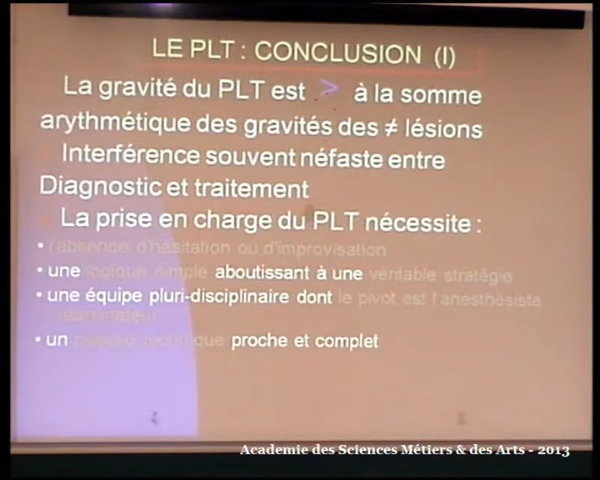 LE PLT : CONCLUSION (I)
La gravité du PLT est > à la somme
arythmétique des gravités des ≠ lésions
Interférence souvent néfaste entre
Diagnostic et traitement
La prise en charge du PLT nécessite :
• l'absence d'hésitation ou d'improvisation
• une logique simple aboutissant à une véritable stratégie
• une équipe pluri-disciplinaire dont le pivot est l'anesthésiste
• un plateau technique proche et complet
Academie des Sciences Métiers & des Arts - 2013